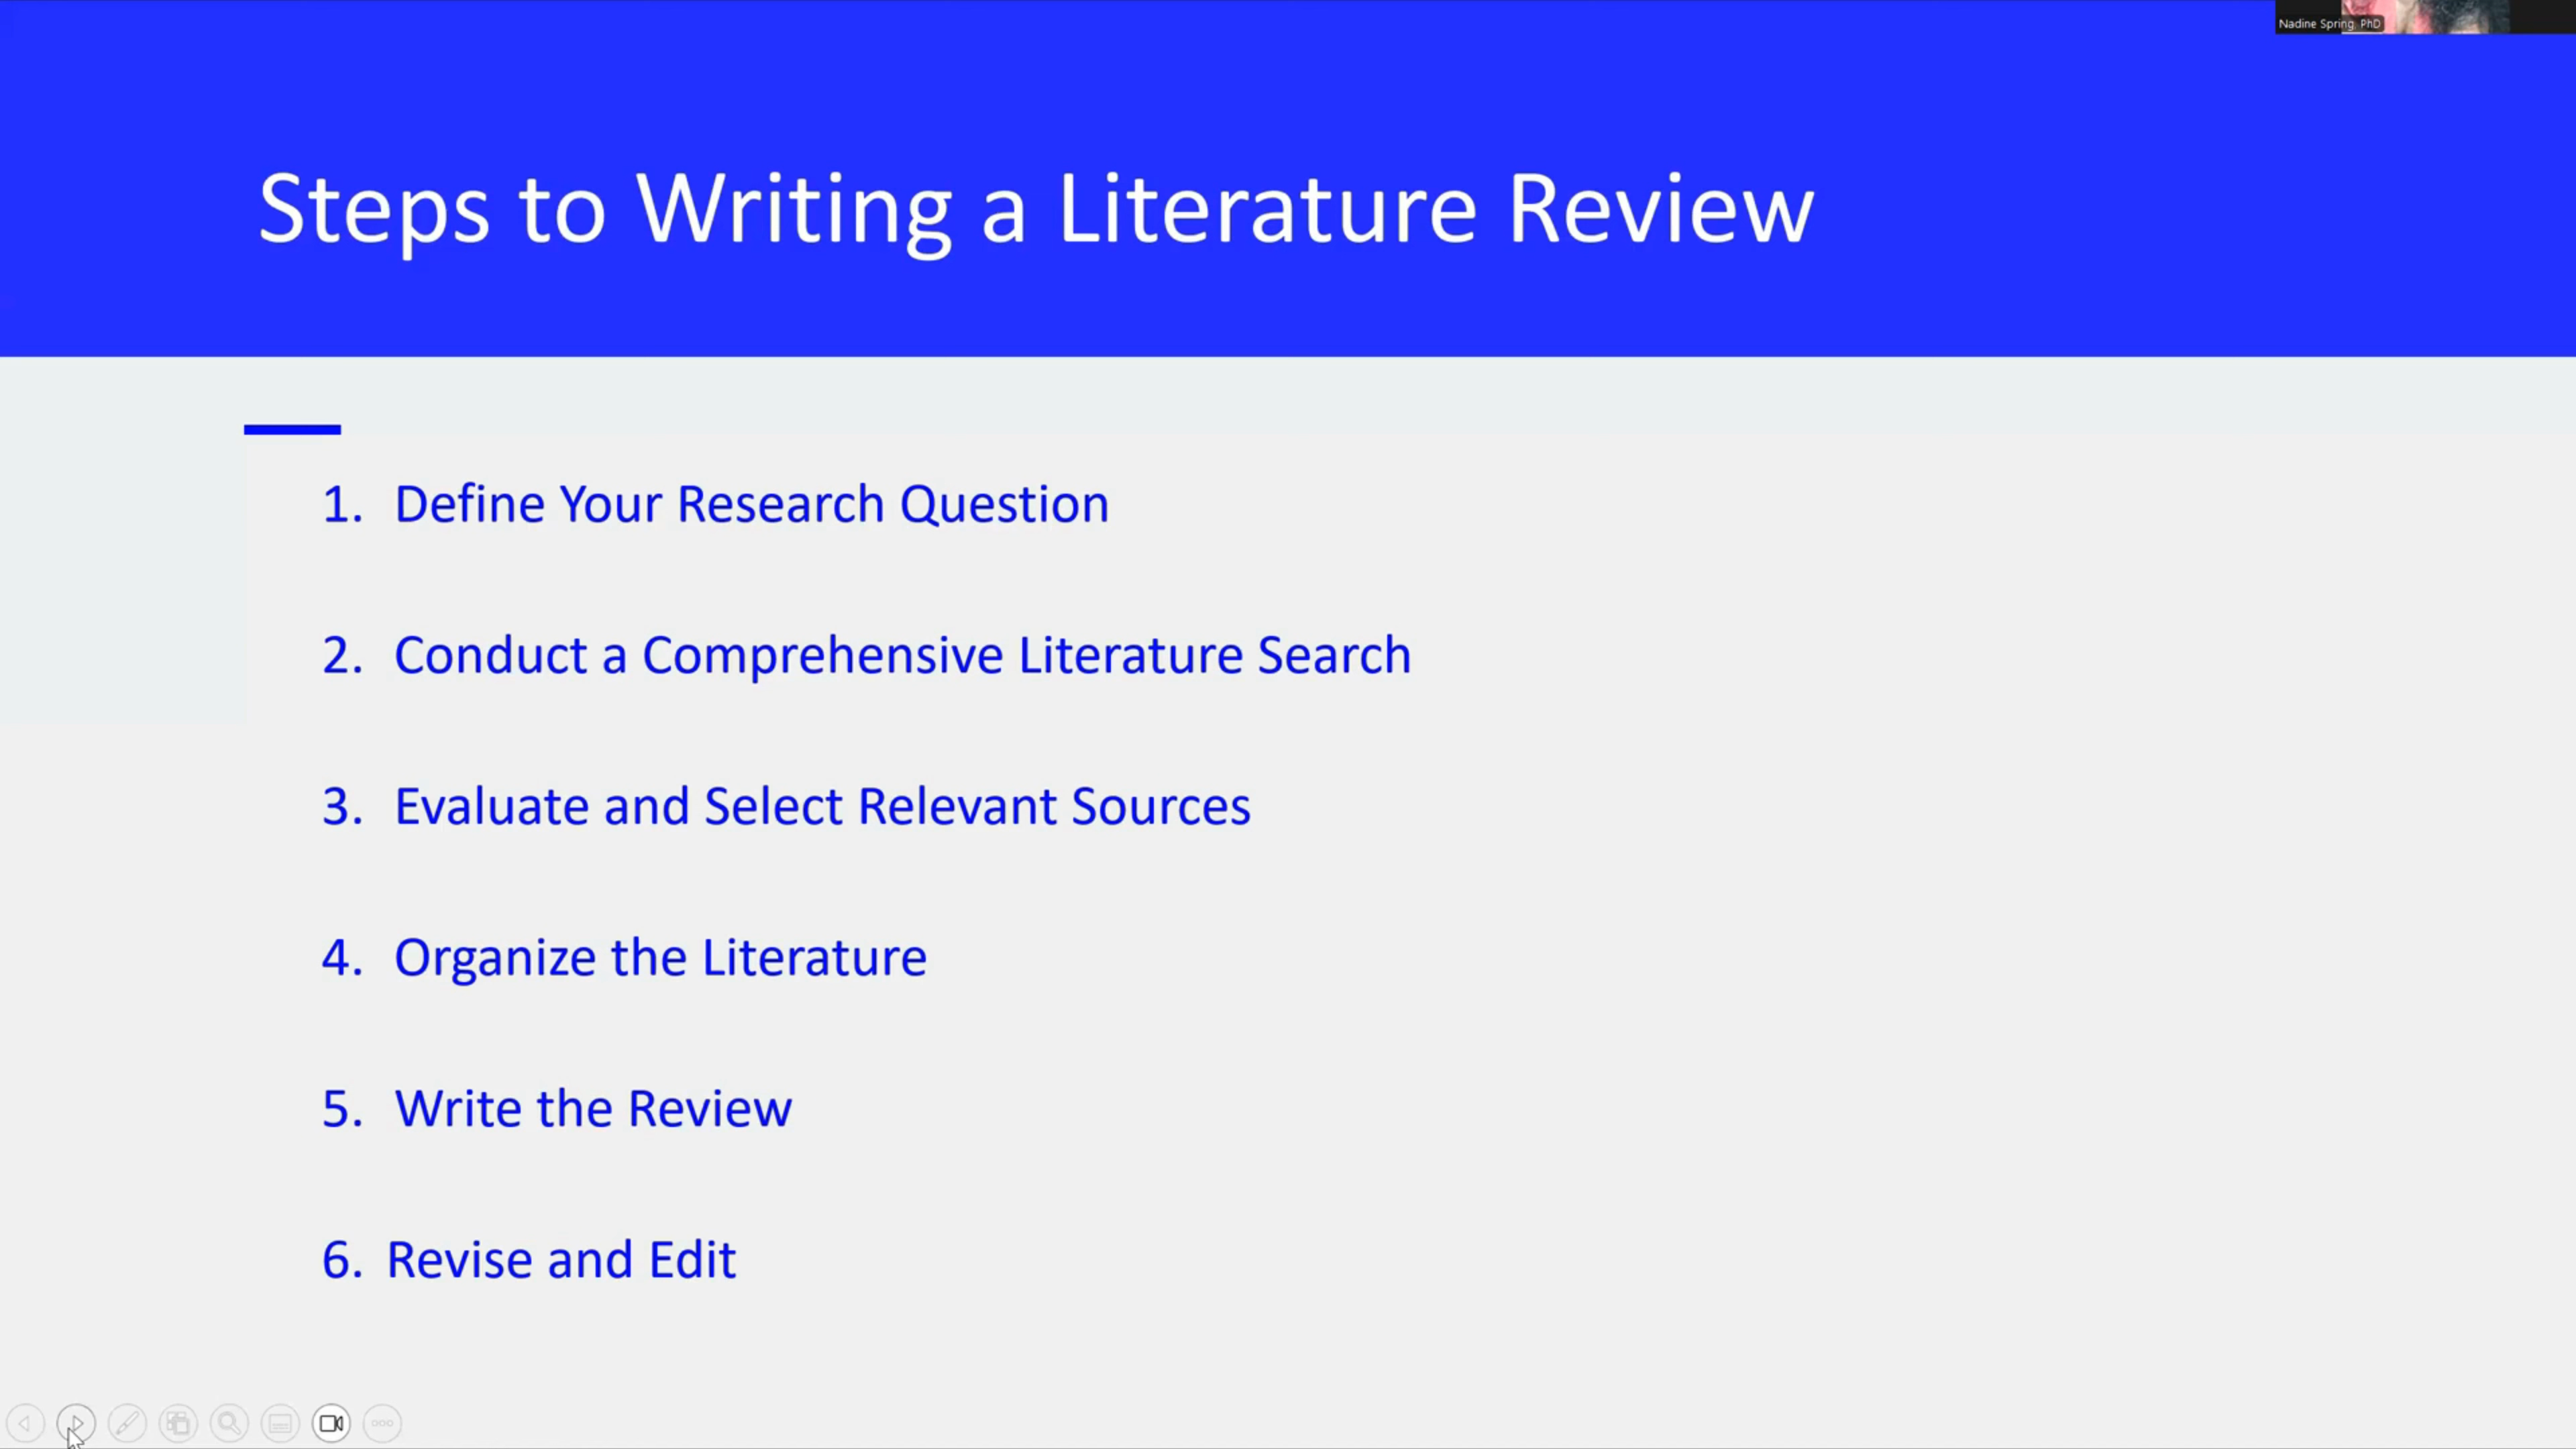 Nadine Spring PhD
Steps to Writing a Literature Review
1. Define Your Research Question
2. Conduct a Comprehensive Literature Search
3. Evaluate and Select Relevant Sources
4. Organize the Literature
5. Write the Review
6. Revise and Edit